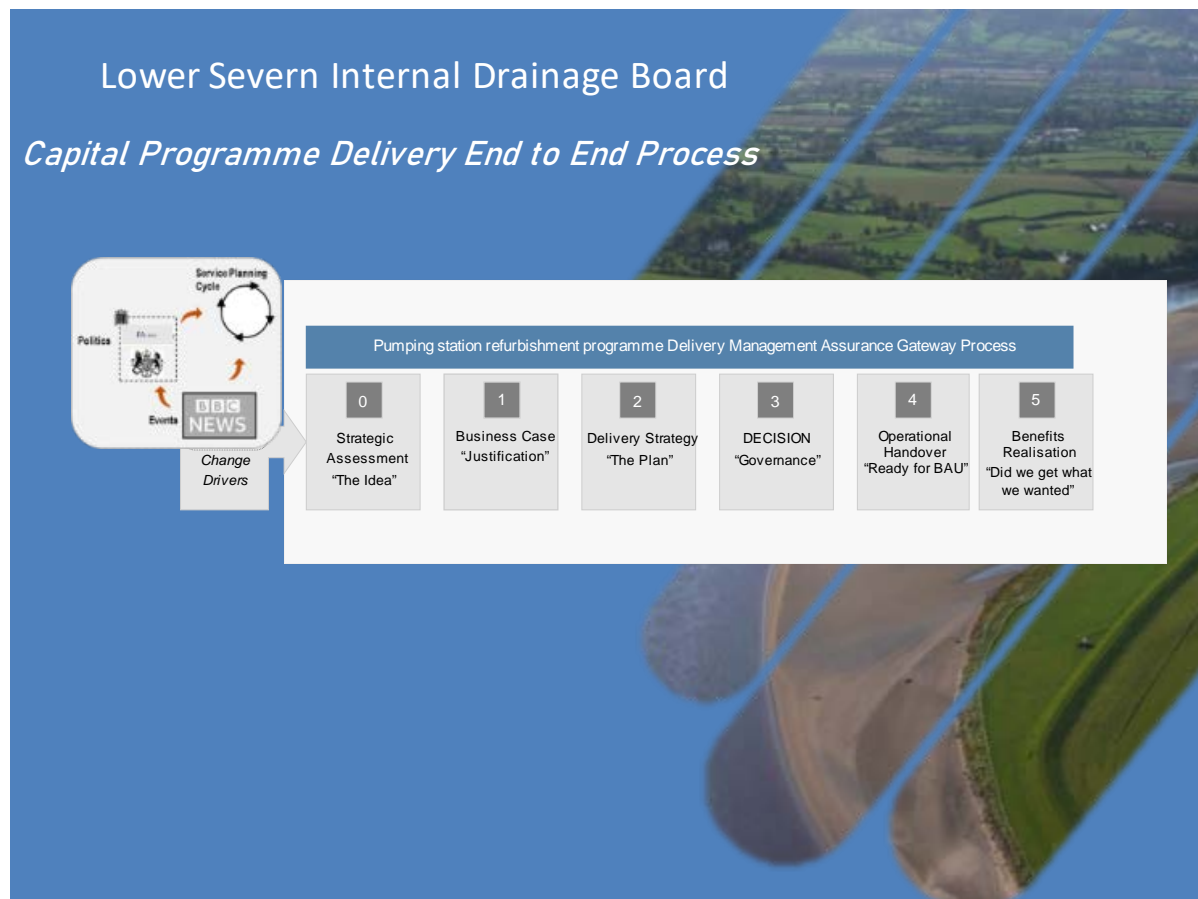 Lower Severn Internal Drainage Board
Capital Programme Delivery End to End Process
Service Planning
Cycle
Politics
Events
BBC
NEWS
Change
Drivers
Pumping station refurbishment programme Delivery Management Assurance Gateway Process
0
Strategic
Assessment
“The Idea”
1
Business Case
“Justification”
2
Delivery Strategy
“The Plan”
3
DECISION
“Governance”
4
Operational
Handover
“Ready for BAU”
5
Benefits
Realisation
“Did we get what
we wanted”